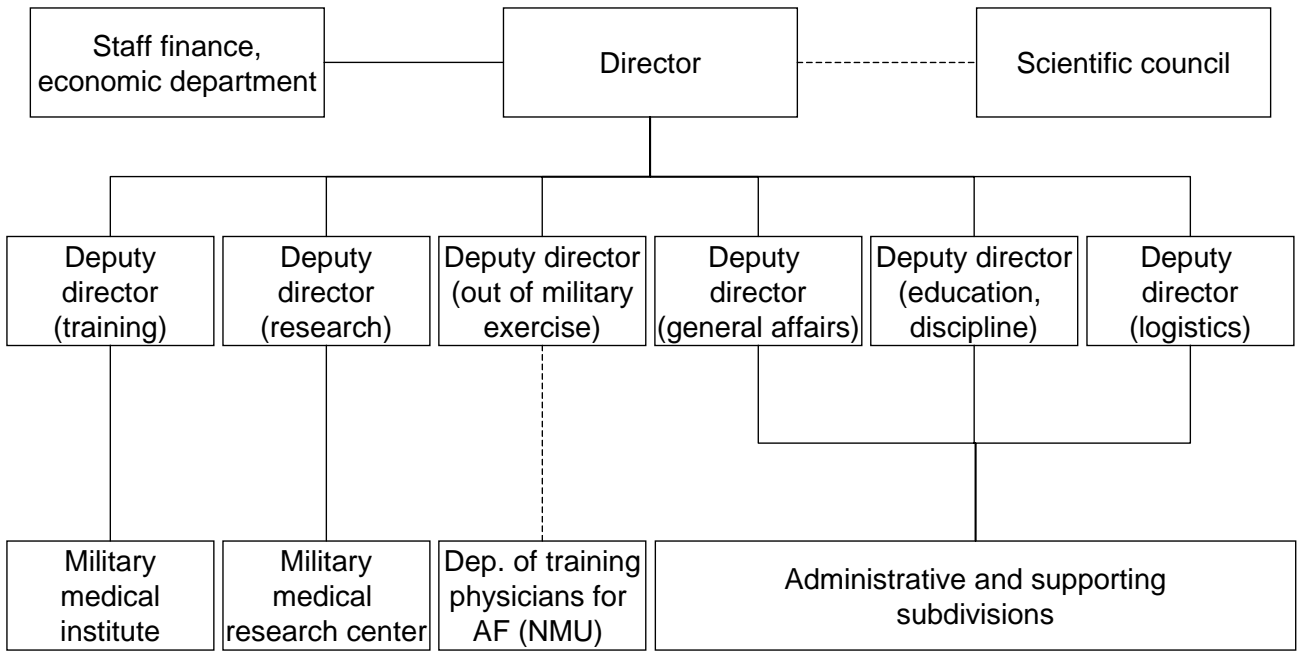 Staff finance,
economic department
Director
Scientific council
Deputy
director
(training)
Deputy
director
(research)
Deputy director
(out of military
exercise)
Deputy
director
(general affairs)
Deputy director
(education,
discipline)
Deputy
director
(logistics)
Military
medical
institute
Military
medical
research center
Dep. of training
physicians for
AF (NMU)
Administrative and supporting
subdivisions